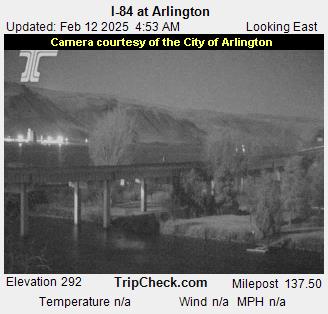 I-84 at Arlington
Updated: Feb 12 2025 4:53 AM Looking East
Camera courtesy of the City of Arlington
Elevation 292 TripCheck.com Milepost 137.50
Temperature n/a Wind n/a MPH n/a